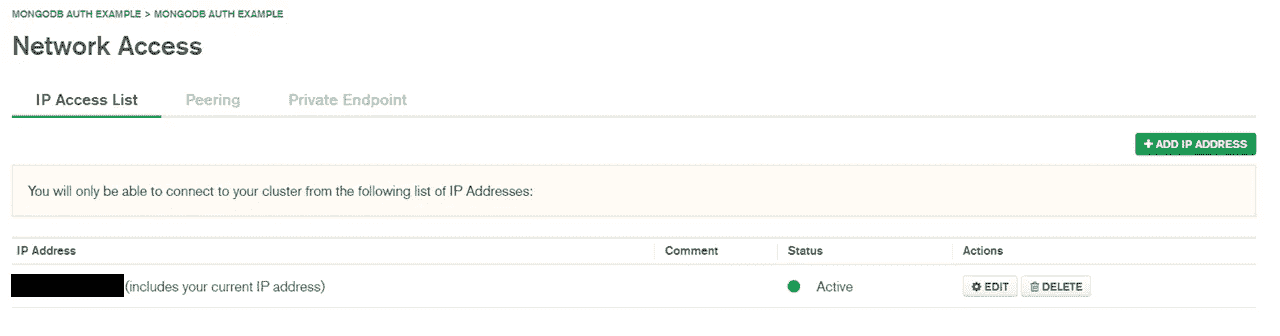 MONGODB AUTH EXAMPLE > MONGODB AUTH EXAMPLE
Network Access
IP Access List Peering Private Endpoint
+ ADD IP ADDRESS
You will only be able to connect to your cluster from the following list of IP Addresses:
IP Address Comment Status Actions
(includes your current IP address) Active EDIT DELETE